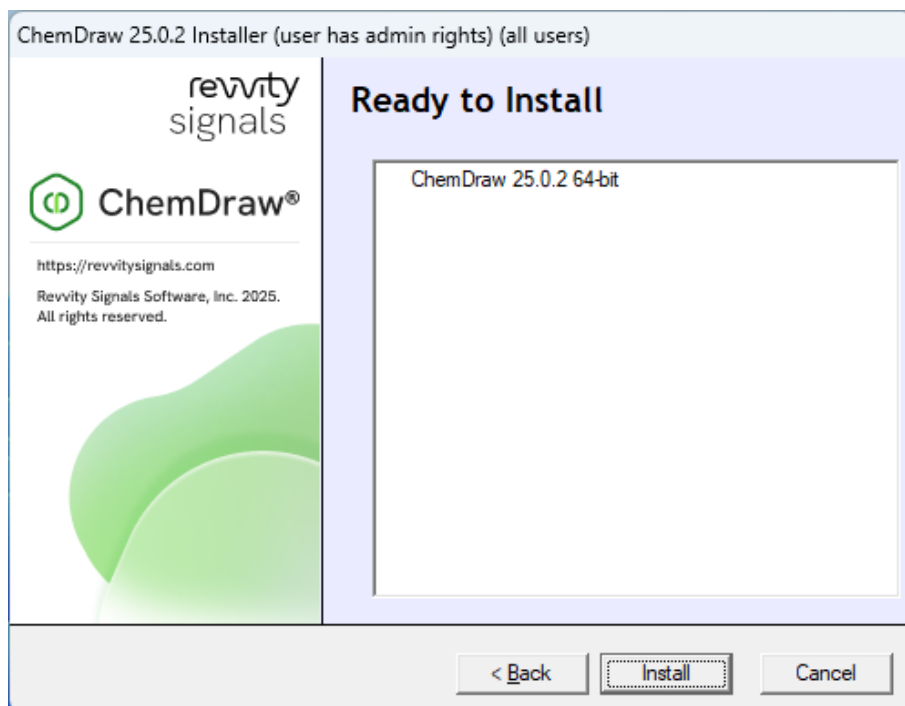 ChemDraw 25.0.2 Installer (user has admin rights) (all users)
revvity
signals
ChemDraw®
https://revvitysignals.com
Revvity Signals Software, Inc. 2025.
All rights reserved.
Ready to Install
ChemDraw 25.0.2 64-bit
< Back
Install
Cancel